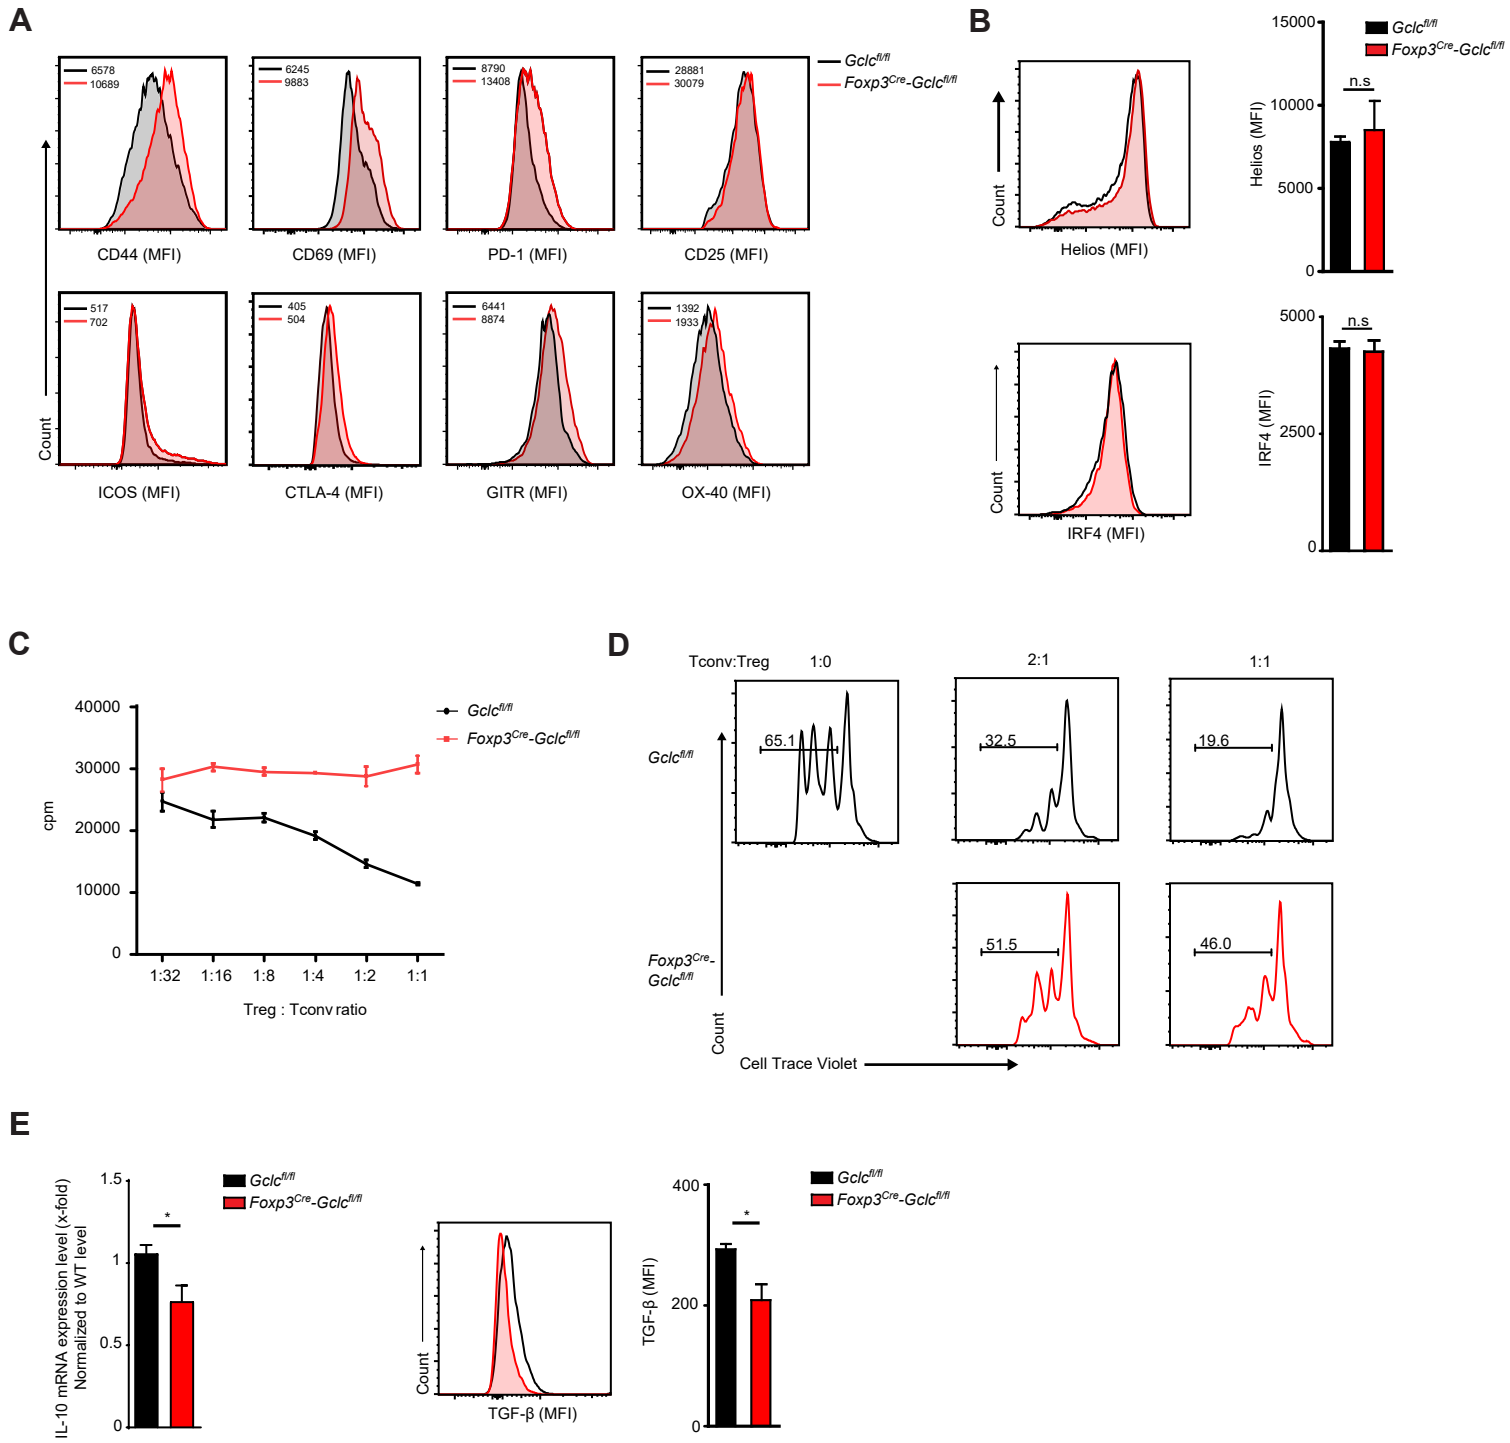 A
6578
10689
CD44 (MFI)
6245
9883
CD69 (MFI)
8790
13408
PD-1 (MFI)
28881
30079
CD25 (MFI)
Gclcfl/fl
Foxp3Cre-Gclcfl/fl
517
702
ICOS (MFI)
405
504
CTLA-4 (MFI)
6441
8874
GITR (MFI)
1392
1933
OX-40 (MFI)
Count
B
Count
Helios (MFI)
15000
10000
5000
0
Helios (MFI)
n.s
Gclcfl/fl
Foxp3Cre-Gclcfl/fl
Count
IRF4 (MFI)
5000
2500
0
IRF4 (MFI)
n.s
C
40000
30000
20000
10000
0
cpm
1:32 1:16 1:8 1:4 1:2 1:1
Treg : Tconv ratio
Gclcfl/fl
Foxp3Cre-Gclcfl/fl
D
Tconv:Treg 1:0 2:1 1:1
Gclcfl/fl
65.1
32.5
19.6
Foxp3Cre-
Gclcfl/fl
51.5
46.0
Count
Cell Trace Violet
E
IL-10 mRNA expression level (x-fold)
Normalized to WT level
1.5
1
0.5
0
*
Gclcfl/fl
Foxp3Cre-Gclcfl/fl
Count
TGF-β (MFI)
400
200
0
TGF-β (MFI)
*
Gclcfl/fl
Foxp3Cre-Gclcfl/fl